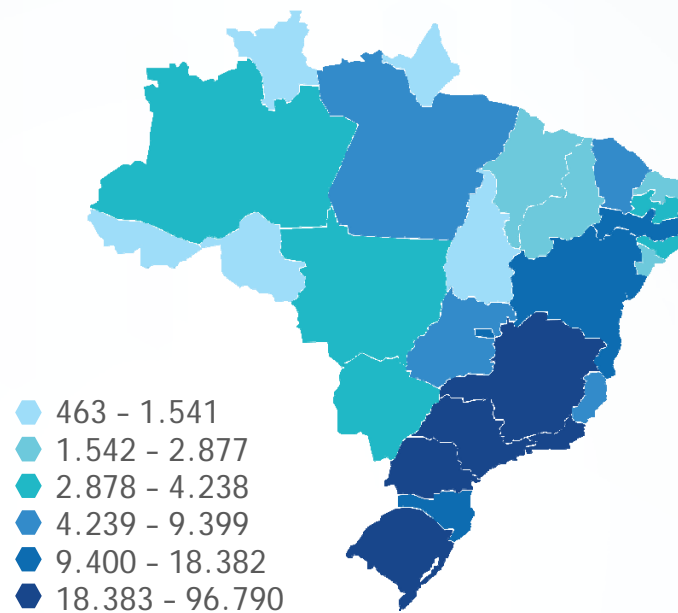 463 – 1.541
1.542 – 2.877
2.878 – 4.238
4.239 – 9.399
9.400 – 18.382
18.383 – 96.790